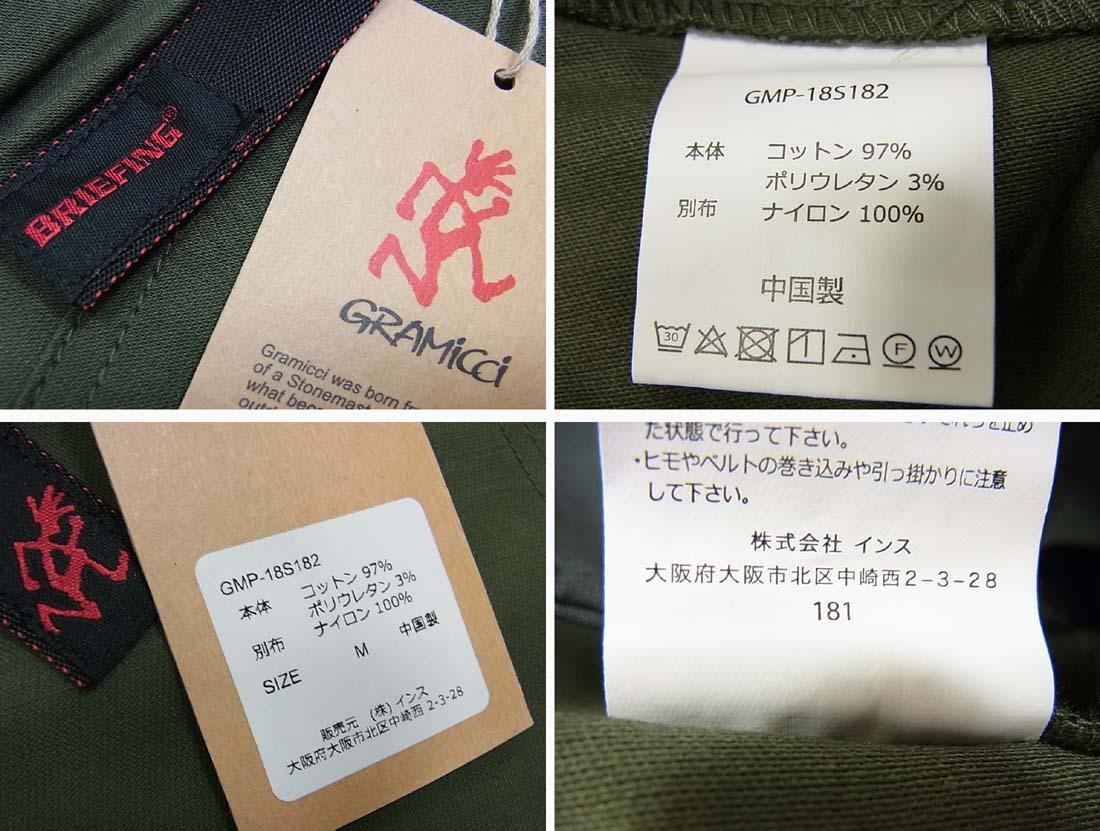 BRIEFING®
GRAMiCCi
Gramicci was born
of a Stonemast
what bec
GMP-18S182
本体 コットン 97%
ポリウレタン 3%
別布 ナイロン 100%
中国製
30
F W
GMP-18S182
本体 コットン 97%
ポリウレタン 3%
別布 ナイロン 100%
SIZE M 中国製
販売元 (株) インス
大阪府大阪市北区中崎西 2-3-28
た状態で行って下さい。
・ヒモやベルトの巻き込みや引っ掛かりに注意
して下さい。
株式会社 インス
大阪府大阪市北区中崎西2-3-28
181